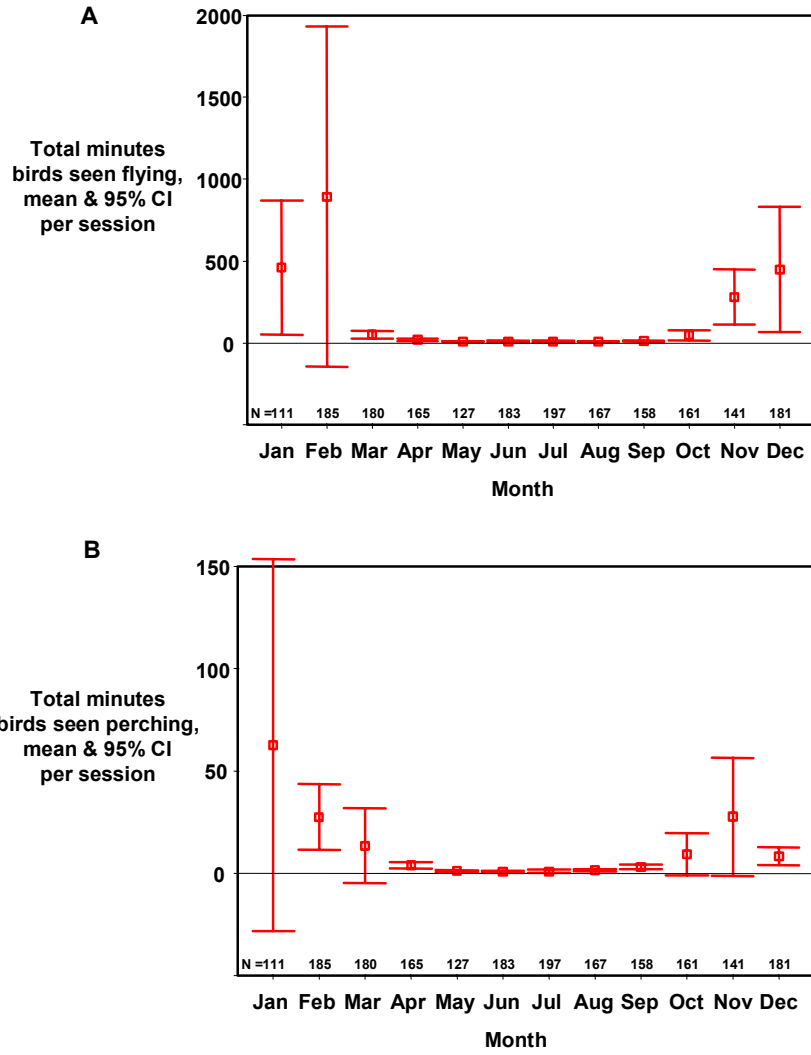 A
Total minutes
birds seen flying,
mean & 95% CI
per session
2000
1500
1000
500
0
N =111 185 180 165 127 183 197 167 158 161 141 181
Jan Feb Mar Apr May Jun Jul Aug Sep Oct Nov Dec
Month
B
Total minutes
birds seen perching,
mean & 95% CI
per session
150
100
50
0
N =111 185 180 165 127 183 197 167 158 161 141 181
Jan Feb Mar Apr May Jun Jul Aug Sep Oct Nov Dec
Month